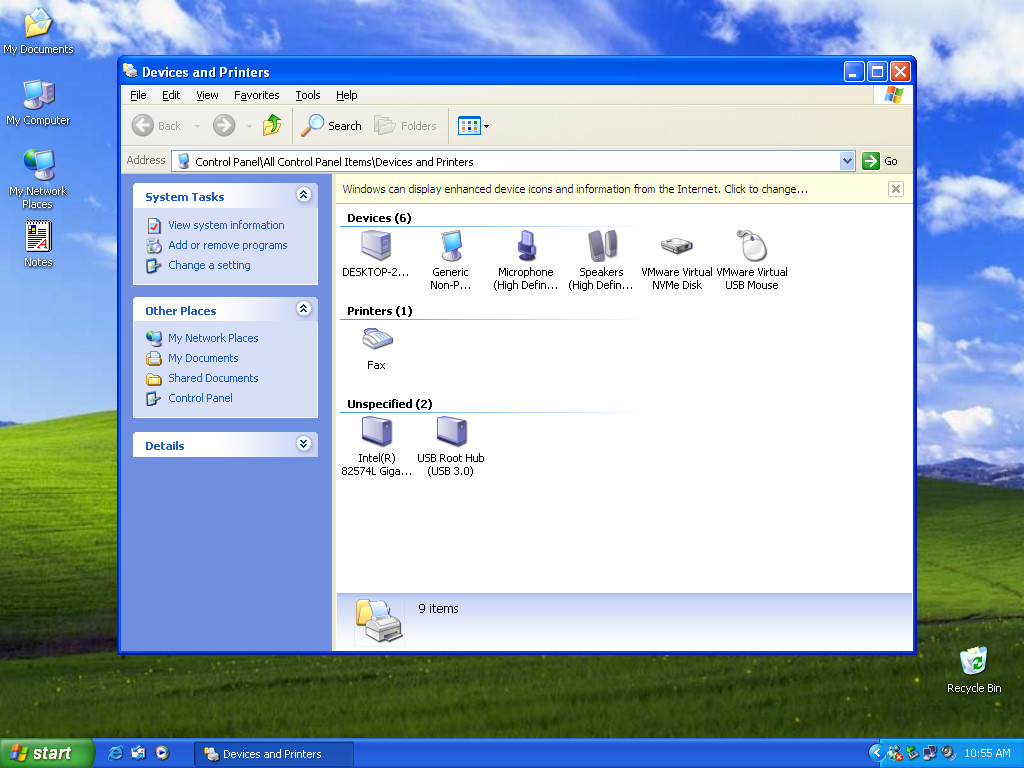 My Documents
My Computer
My Network
Places
Notes
Devices and Printers
File Edit View Favorites Tools Help
Back Search Folders
Address Control Panel\All Control Panel Items\Devices and Printers Go
System Tasks
View system information
Add or remove programs
Change a setting
Other Places
My Network Places
My Documents
Shared Documents
Control Panel
Details
Windows can display enhanced device icons and information from the Internet. Click to change...
Devices (6)
DESKTOP-2...
Generic
Non-P...
Microphone
(High Defin...
Speakers
(High Defin...
VMware Virtual
NVMe Disk
VMware Virtual
USB Mouse
Printers (1)
Fax
Unspecified (2)
Intel(R)
82574L Giga...
USB Root Hub
(USB 3.0)
9 items
Recycle Bin
start Devices and Printers 10:55 AM